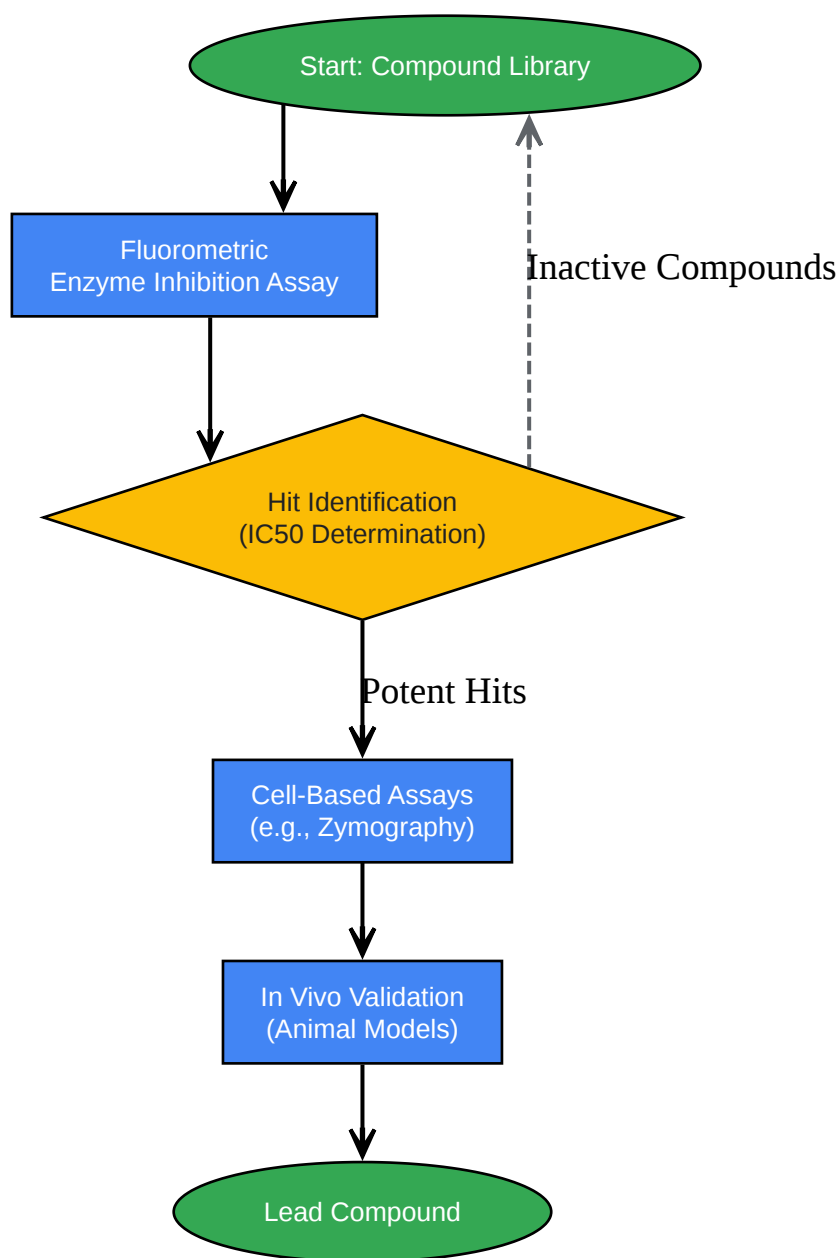 Start: Compound Library
Fluorometric
Enzyme Inhibition Assay
Inactive Compounds
Hit Identification
(IC50 Determination)
Potent Hits
Cell-Based Assays
(e.g., Zymography)
In Vivo Validation
(Animal Models)
Lead Compound